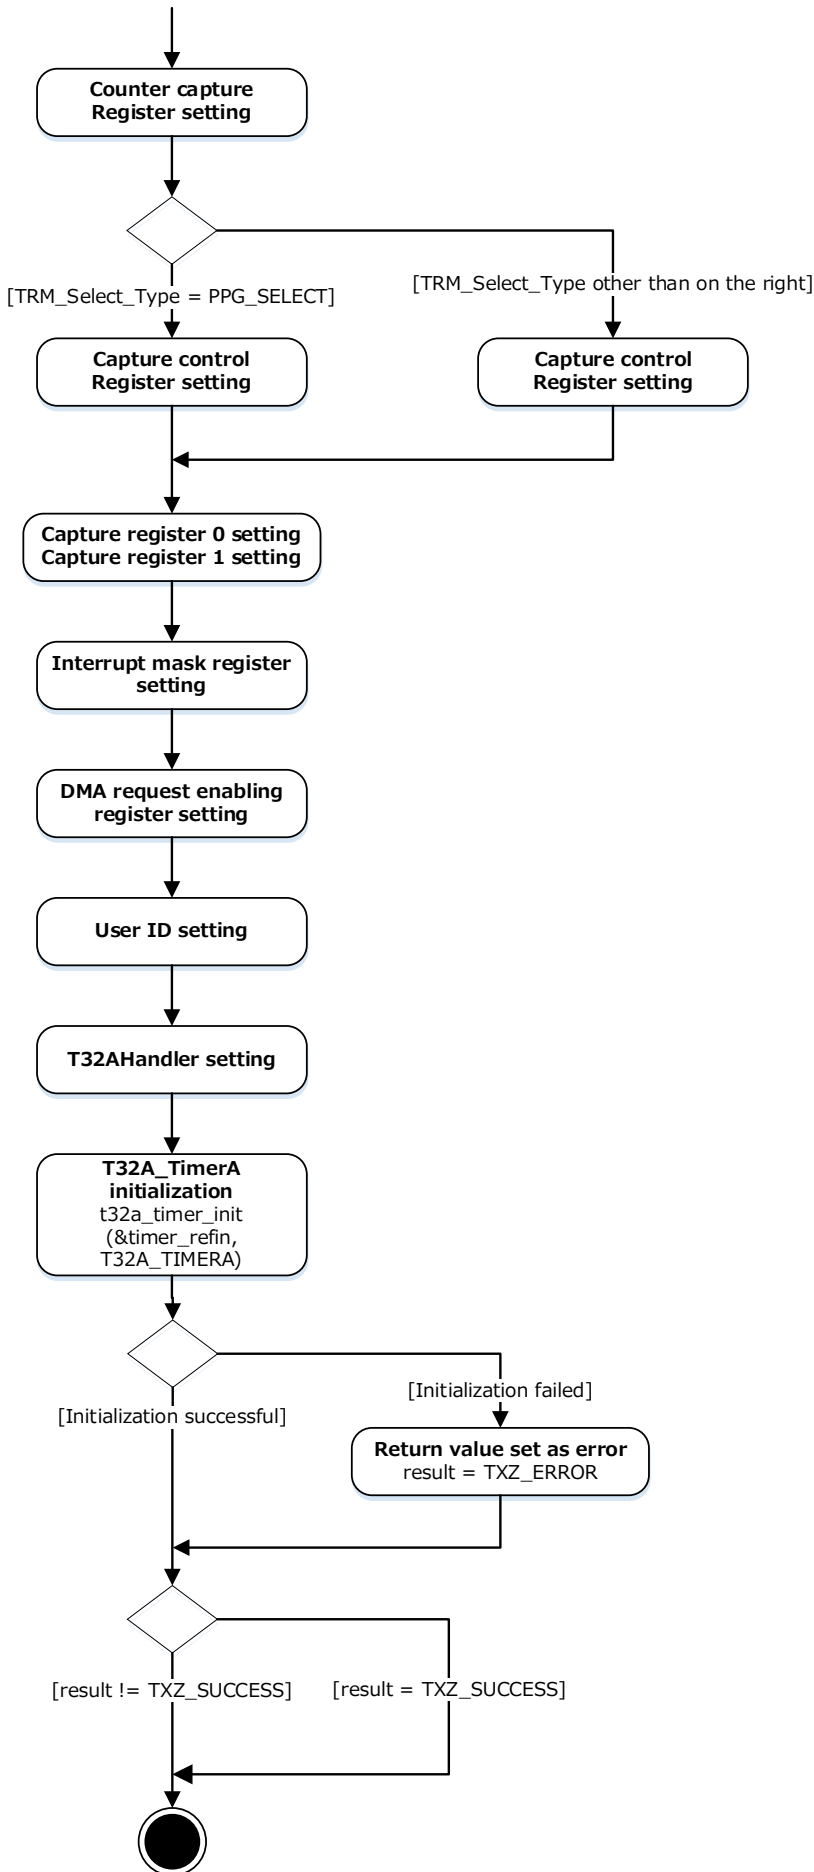 Counter capture
Register setting
[TRM_Select_Type = PPG_SELECT]
[TRM_Select_Type other than on the right]
Capture control
Register setting
Capture control
Register setting
Capture register 0 setting
Capture register 1 setting
Interrupt mask register
setting
DMA request enabling
register setting
User ID setting
T32AHandler setting
T32A_TimerA
initialization
t32a_timer_init
(&timer_refin,
T32A_TIMERA)
[Initialization failed]
[Initialization successful]
Return value set as error
result = TXZ_ERROR
[result != TXZ_SUCCESS]
[result = TXZ_SUCCESS]